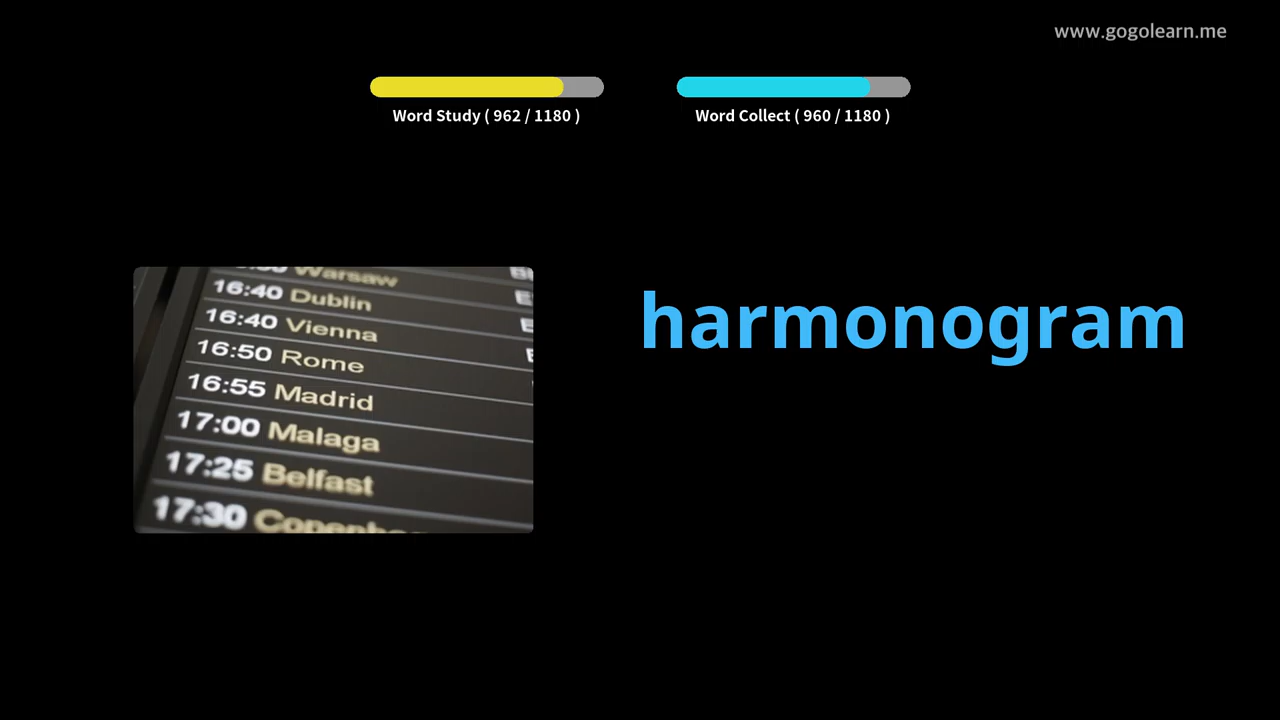 www.gogolearn.me
Word Study ( 962 / 1180 )
Word Collect ( 960 / 1180 )
Warsaw
16:40 Dublin
16:40 Vienna
16:50 Rome
16:55 Madrid
17:00 Malaga
17:25 Belfast
17:30
harmonogram